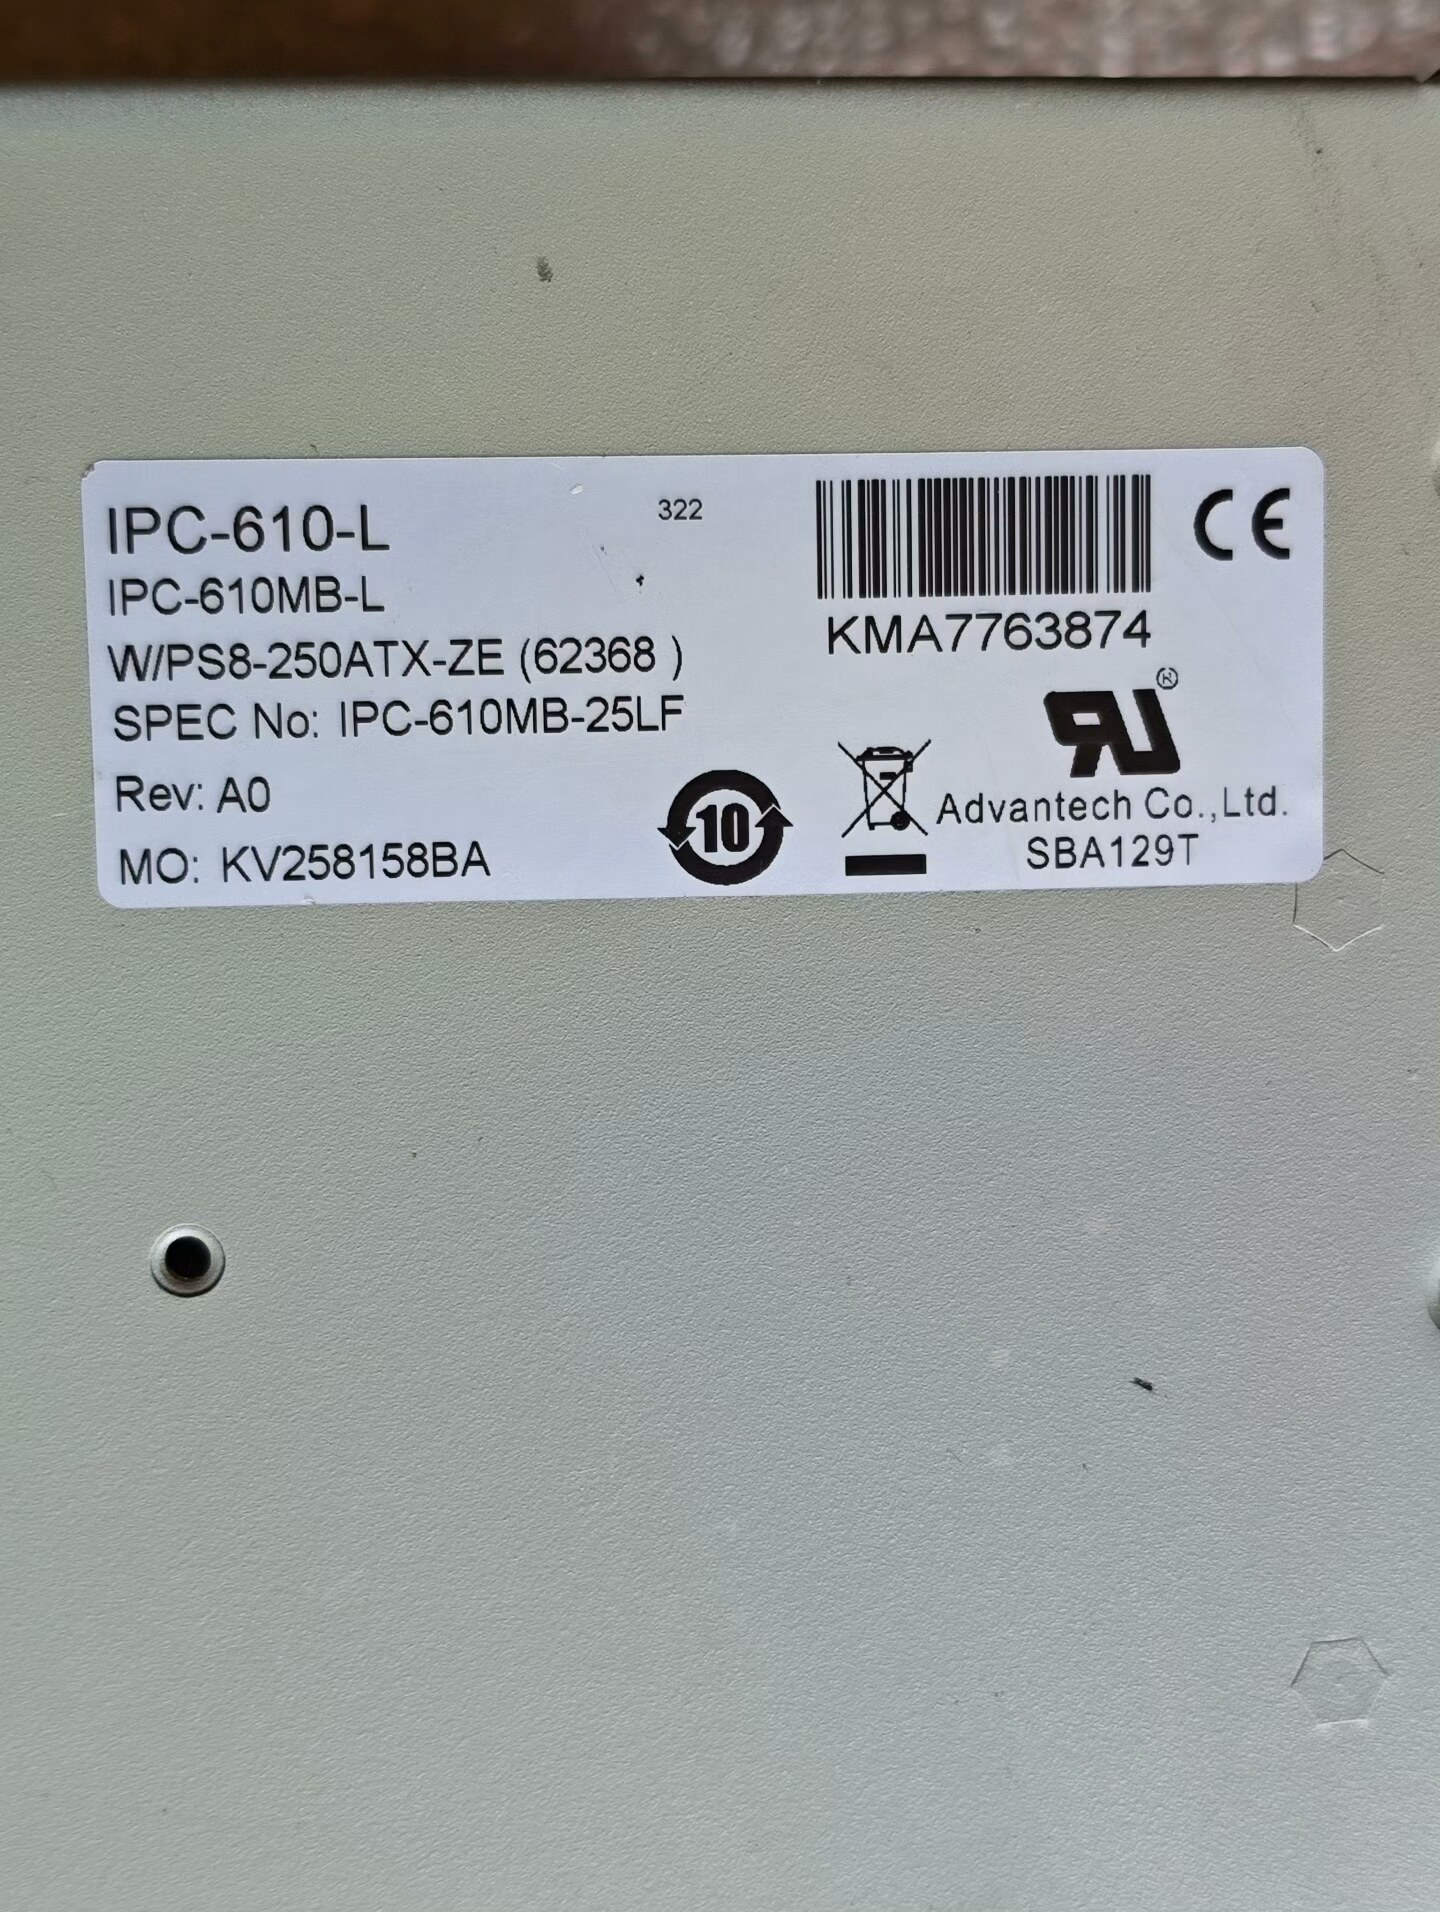 IPC-610-L
322
IPC-610MB-L
W/PS8-250ATX-ZE (62368 )
SPEC No: IPC-610MB-25LF
Rev: A0
MO: KV258158BA
10
KMA7763874
CE
RU®
Advantech Co.,Ltd.
SBA129T